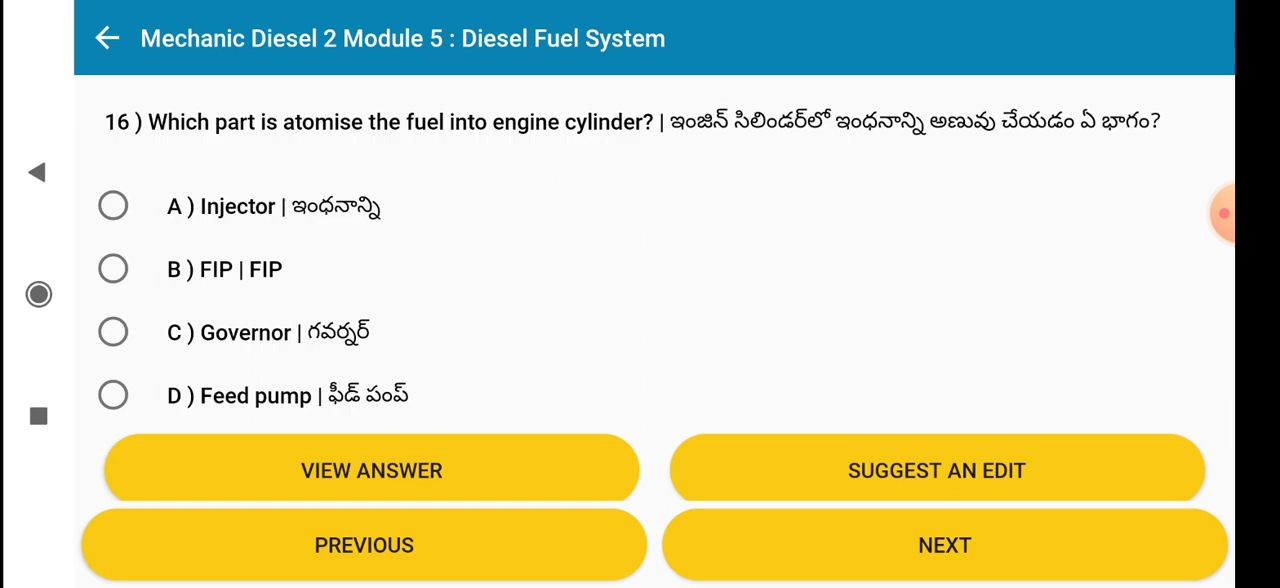 Mechanic Diesel 2 Module 5 : Diesel Fuel System
16 ) Which part is atomise the fuel into engine cylinder? | ఇంజిన్ సిలిండర్‌లో ఇంధనాన్ని అణువు చేయడం ఏ భాగం?
A ) Injector | ఇంధనాన్ని
B ) FIP | FIP
C ) Governor | గవర్నర్
D ) Feed pump | ఫీడ్ పంప్
VIEW ANSWER
SUGGEST AN EDIT
PREVIOUS
NEXT